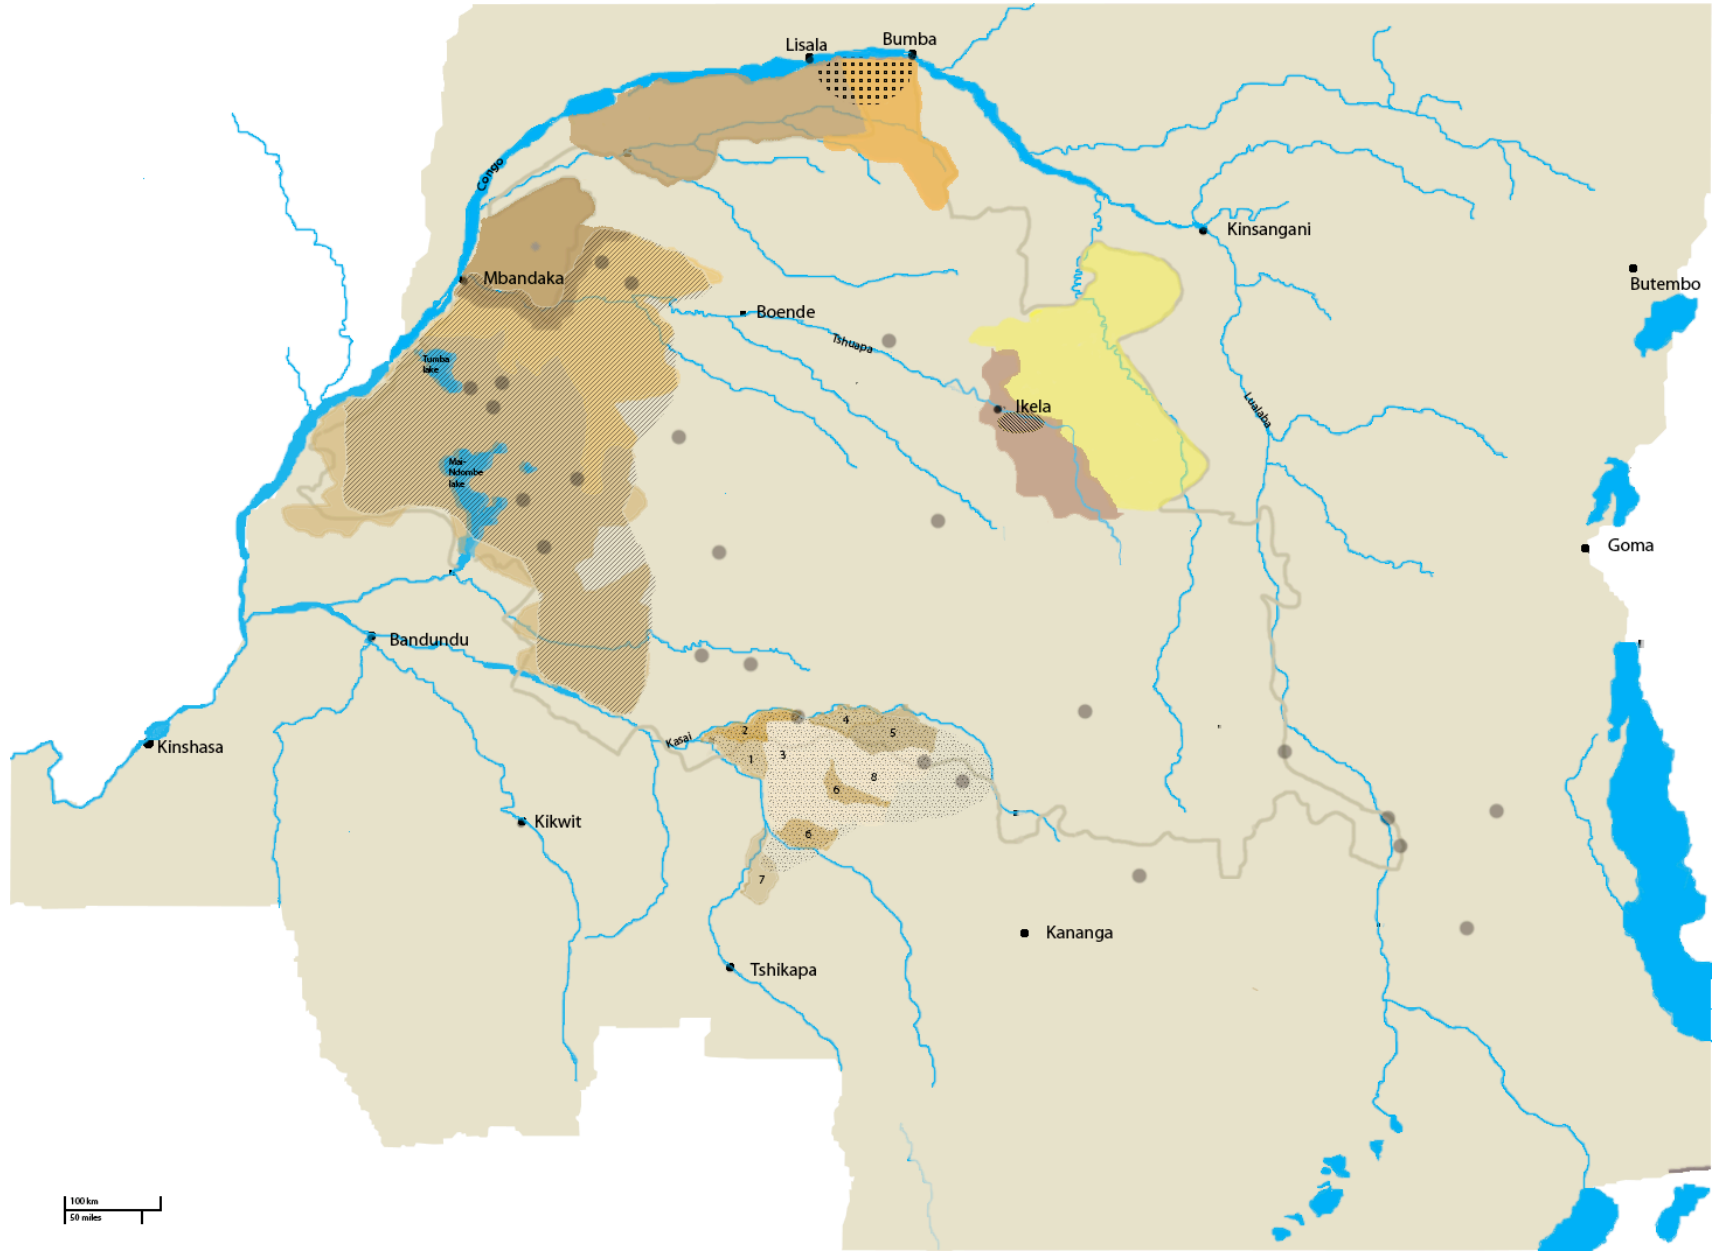 Lisala
Bumba
Congo
Kinsangani
Mbandaka
Butembo
Boende
Tshuapa
Tumba
lake
Ikela
Lualaba
Mai-
Ndombe
lake
Goma
Bandundu
Kinshasa
Kasai
2
4
5
1
3
8
6
6
7
Kikwit
Kananga
Tshikapa
100 km
50 miles